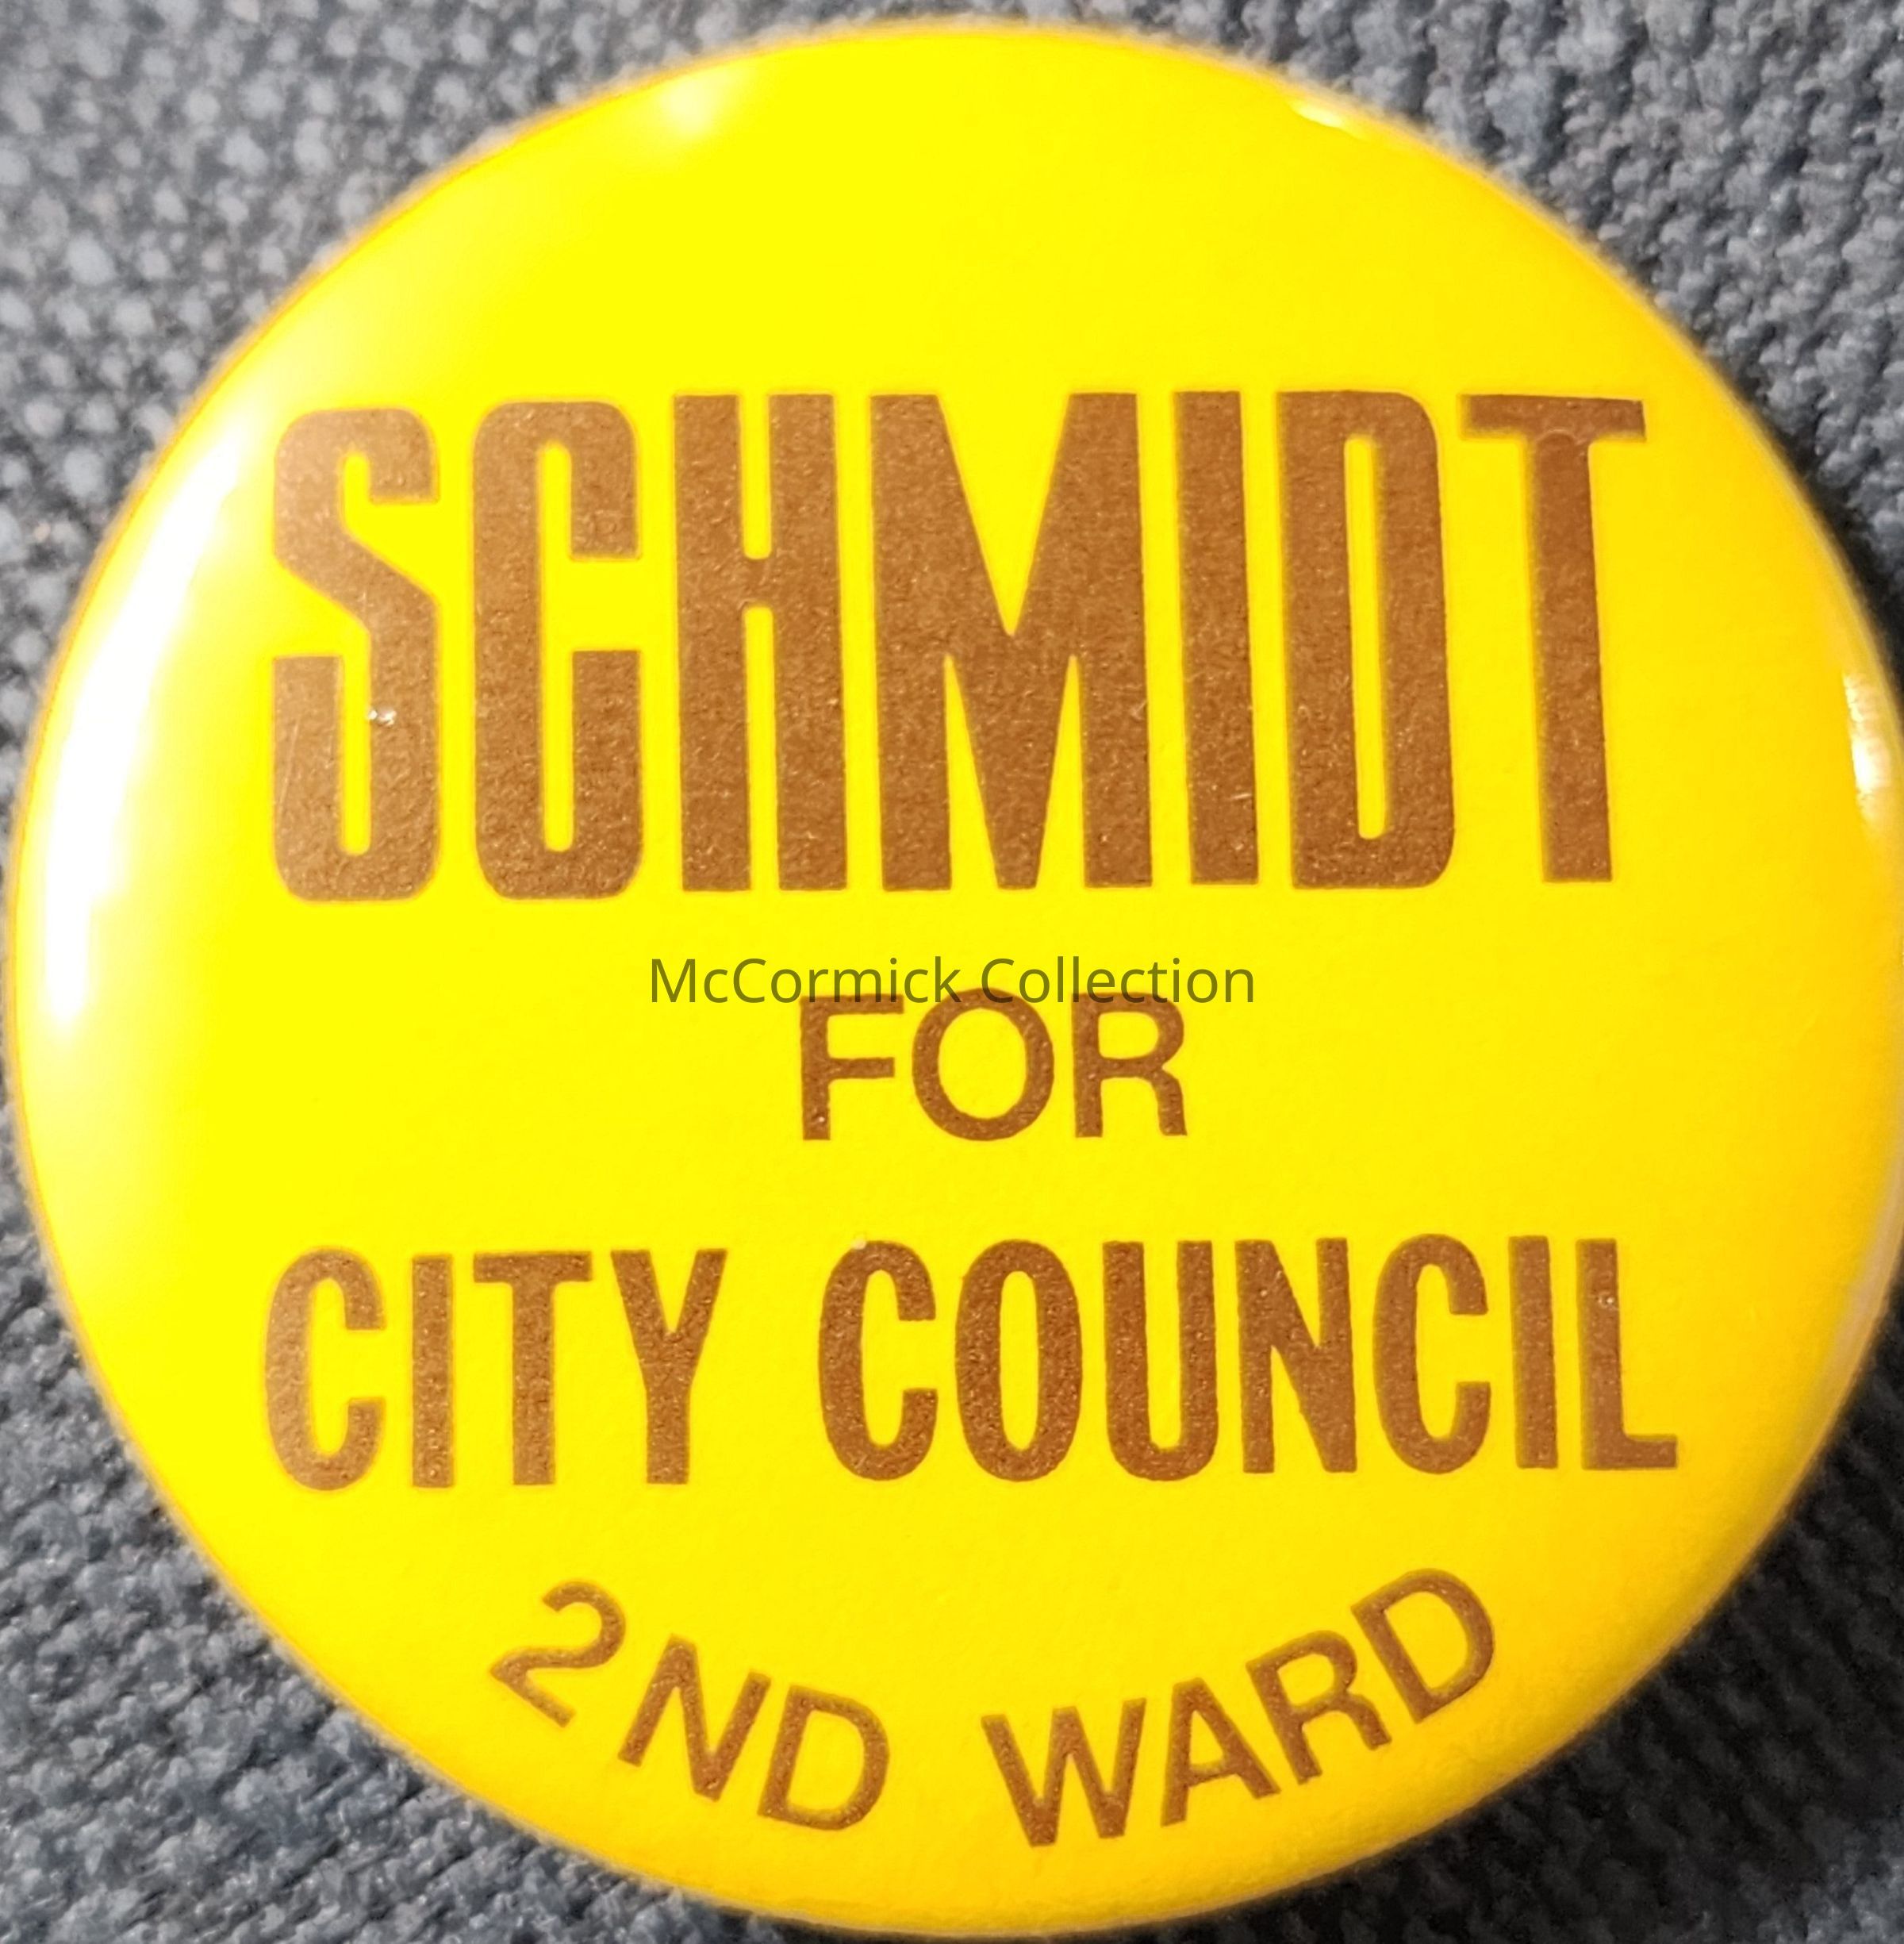 SCHMIDT
McCormick Collection
FOR
CITY COUNCIL
2ND WARD